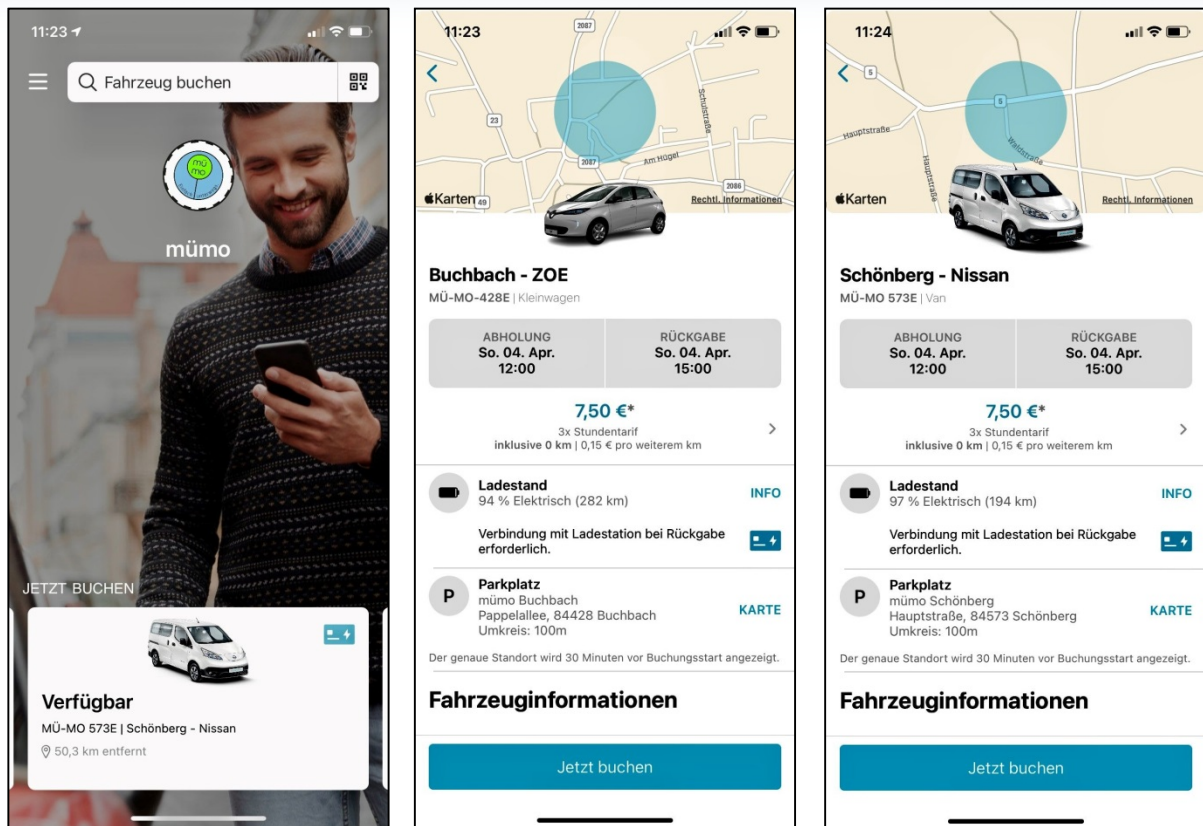 11:23
Fahrzeug buchen
mü
mo
mümo
JETZT BUCHEN
Verfügbar
MÜ-MO 573E | Schönberg - Nissan
50,3 km entfernt
11:23
2087
23
Schulstraße
Am Hügel
2087
2086
49
Karten
Rechtl. Informationen
Buchbach - ZOE
MÜ-MO-428E | Kleinwagen
ABHOLUNG
So. 04. Apr.
12:00
RÜCKGABE
So. 04. Apr.
15:00
7,50 €*
3x Stundentarif
inklusive 0 km | 0,15 € pro weiterem km
Ladestand
94 % Elektrisch (282 km)
INFO
Verbindung mit Ladestation bei Rückgabe
erforderlich.
P
Parkplatz
mümo Buchbach
Pappelallee, 84428 Buchbach
Umkreis: 100m
KARTE
Der genaue Standort wird 30 Minuten vor Buchungsstart angezeigt.
Fahrzeuginformationen
Jetzt buchen
11:24
5
5
Hauptstraße
Waldstraße
Hauptstraße
Karten
Rechtl. Informationen
Schönberg - Nissan
MÜ-MO 573E | Van
ABHOLUNG
So. 04. Apr.
12:00
RÜCKGABE
So. 04. Apr.
15:00
7,50 €*
3x Stundentarif
inklusive 0 km | 0,15 € pro weiterem km
Ladestand
97 % Elektrisch (194 km)
INFO
Verbindung mit Ladestation bei Rückgabe
erforderlich.
P
Parkplatz
mümo Schönberg
Hauptstraße, 84573 Schönberg
Umkreis: 100m
KARTE
Der genaue Standort wird 30 Minuten vor Buchungsstart angezeigt.
Fahrzeuginformationen
Jetzt buchen